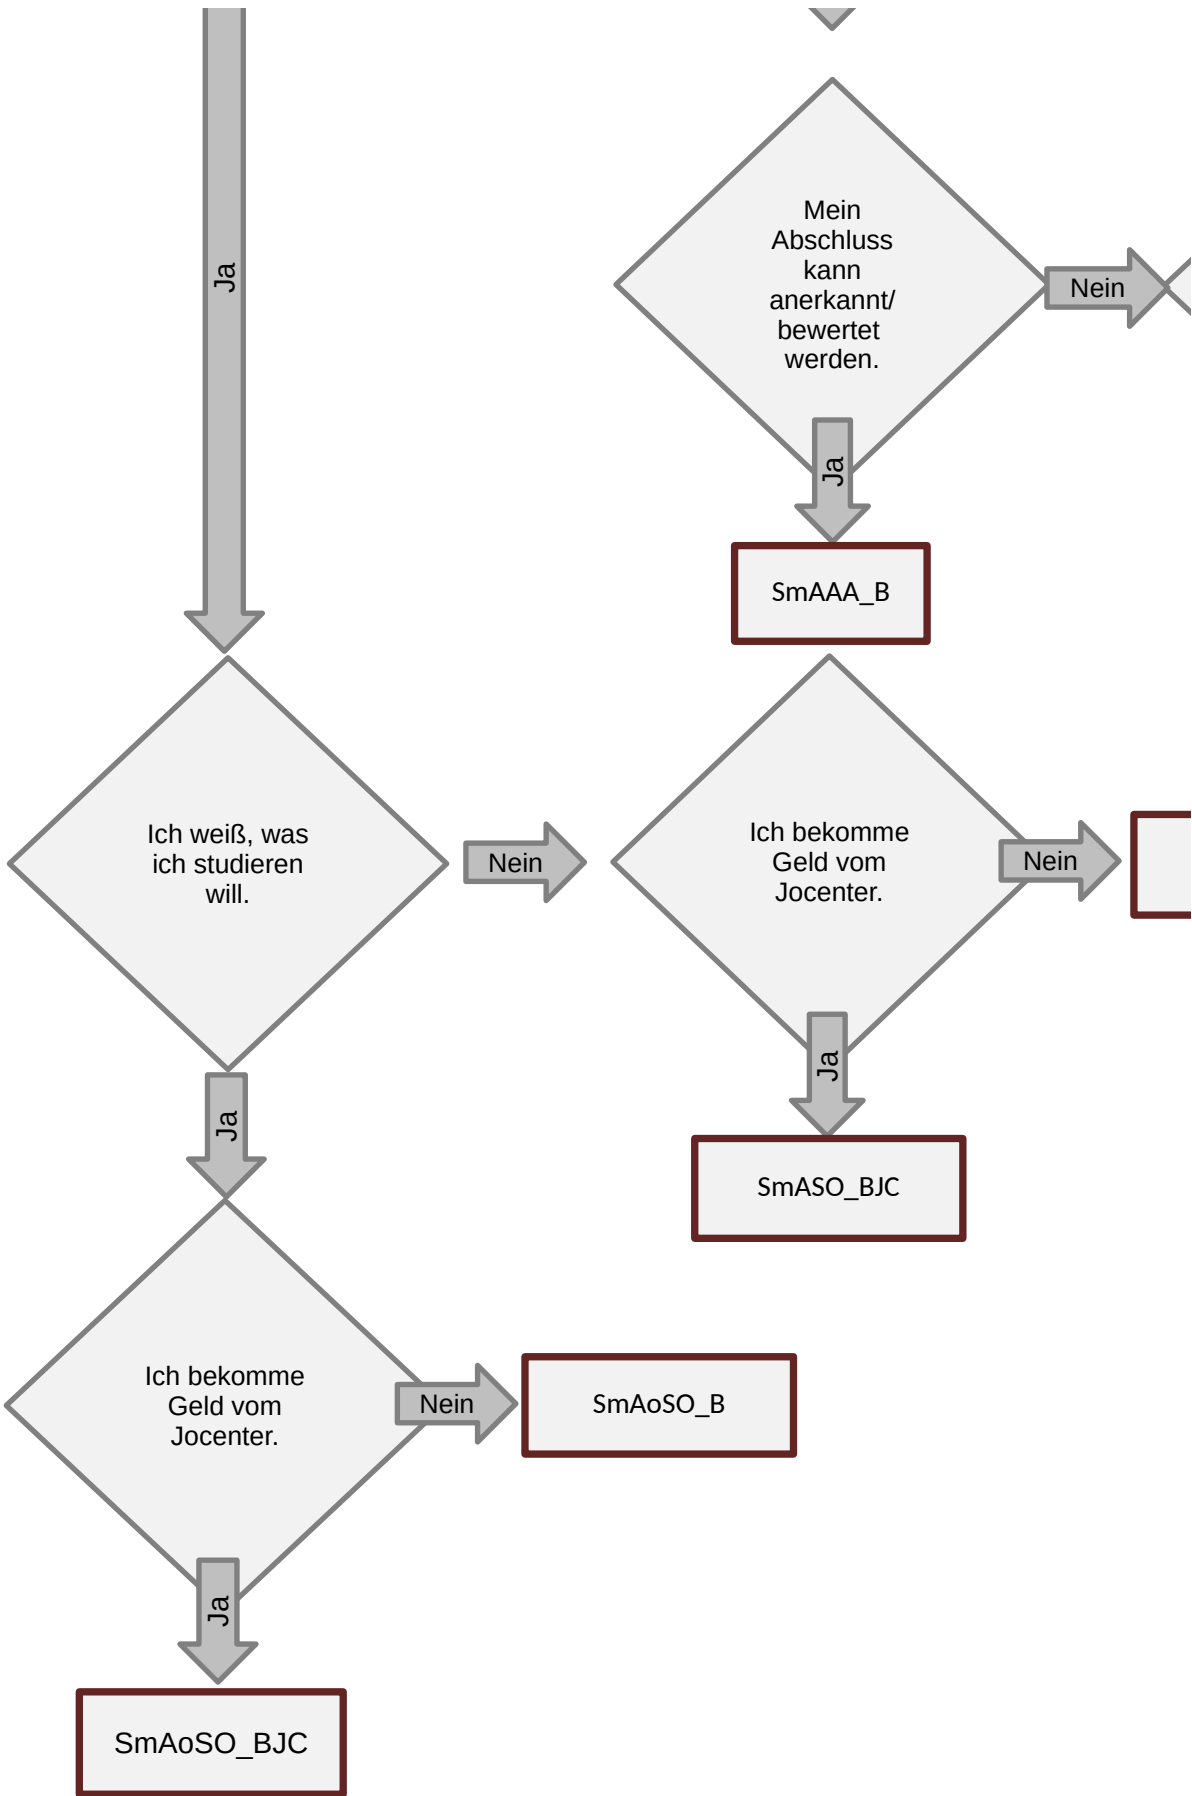 Ja
Mein
Abschluss
kann
anerkannt/
bewertet
werden.
Nein
Ja
SmAAA_B
Ich weiß, was
ich studieren
will.
Nein
Ich bekomme
Geld vom
Jocenter.
Nein
Ja
SmASO_BJC
Ja
Ich bekomme
Geld vom
Jocenter.
Nein
SmAoSO_B
Ja
SmAoSO_BJC